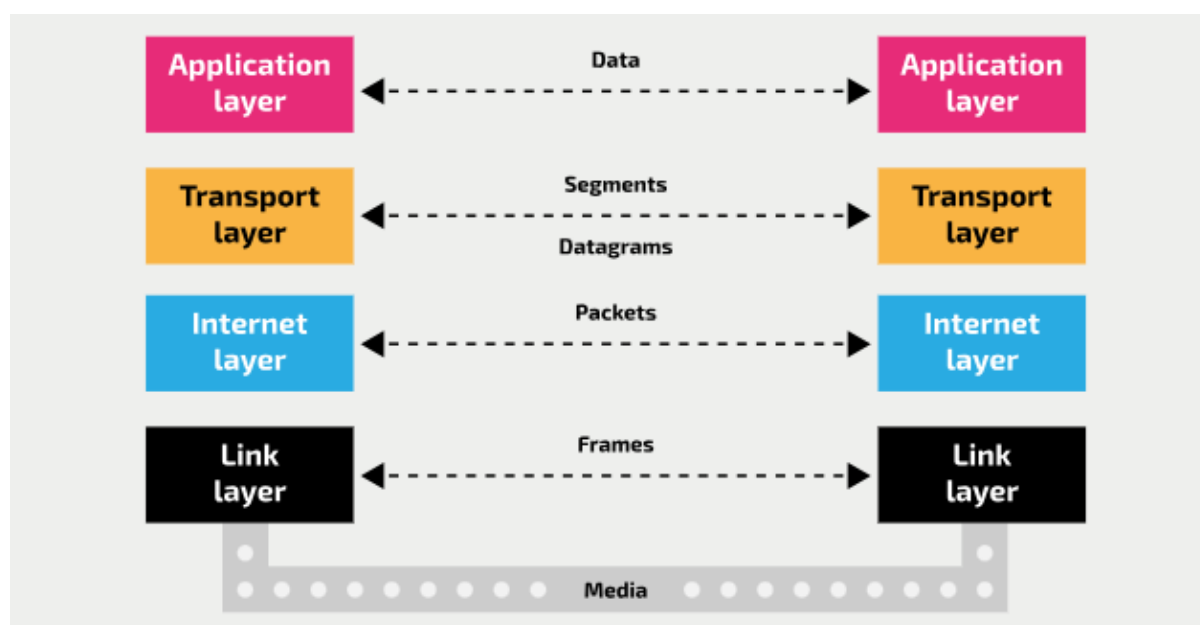 Application
layer
Data
Application
layer
Transport
layer
Segments
Datagrams
Transport
layer
Internet
layer
Packets
Internet
layer
Link
layer
Frames
Link
layer
Media